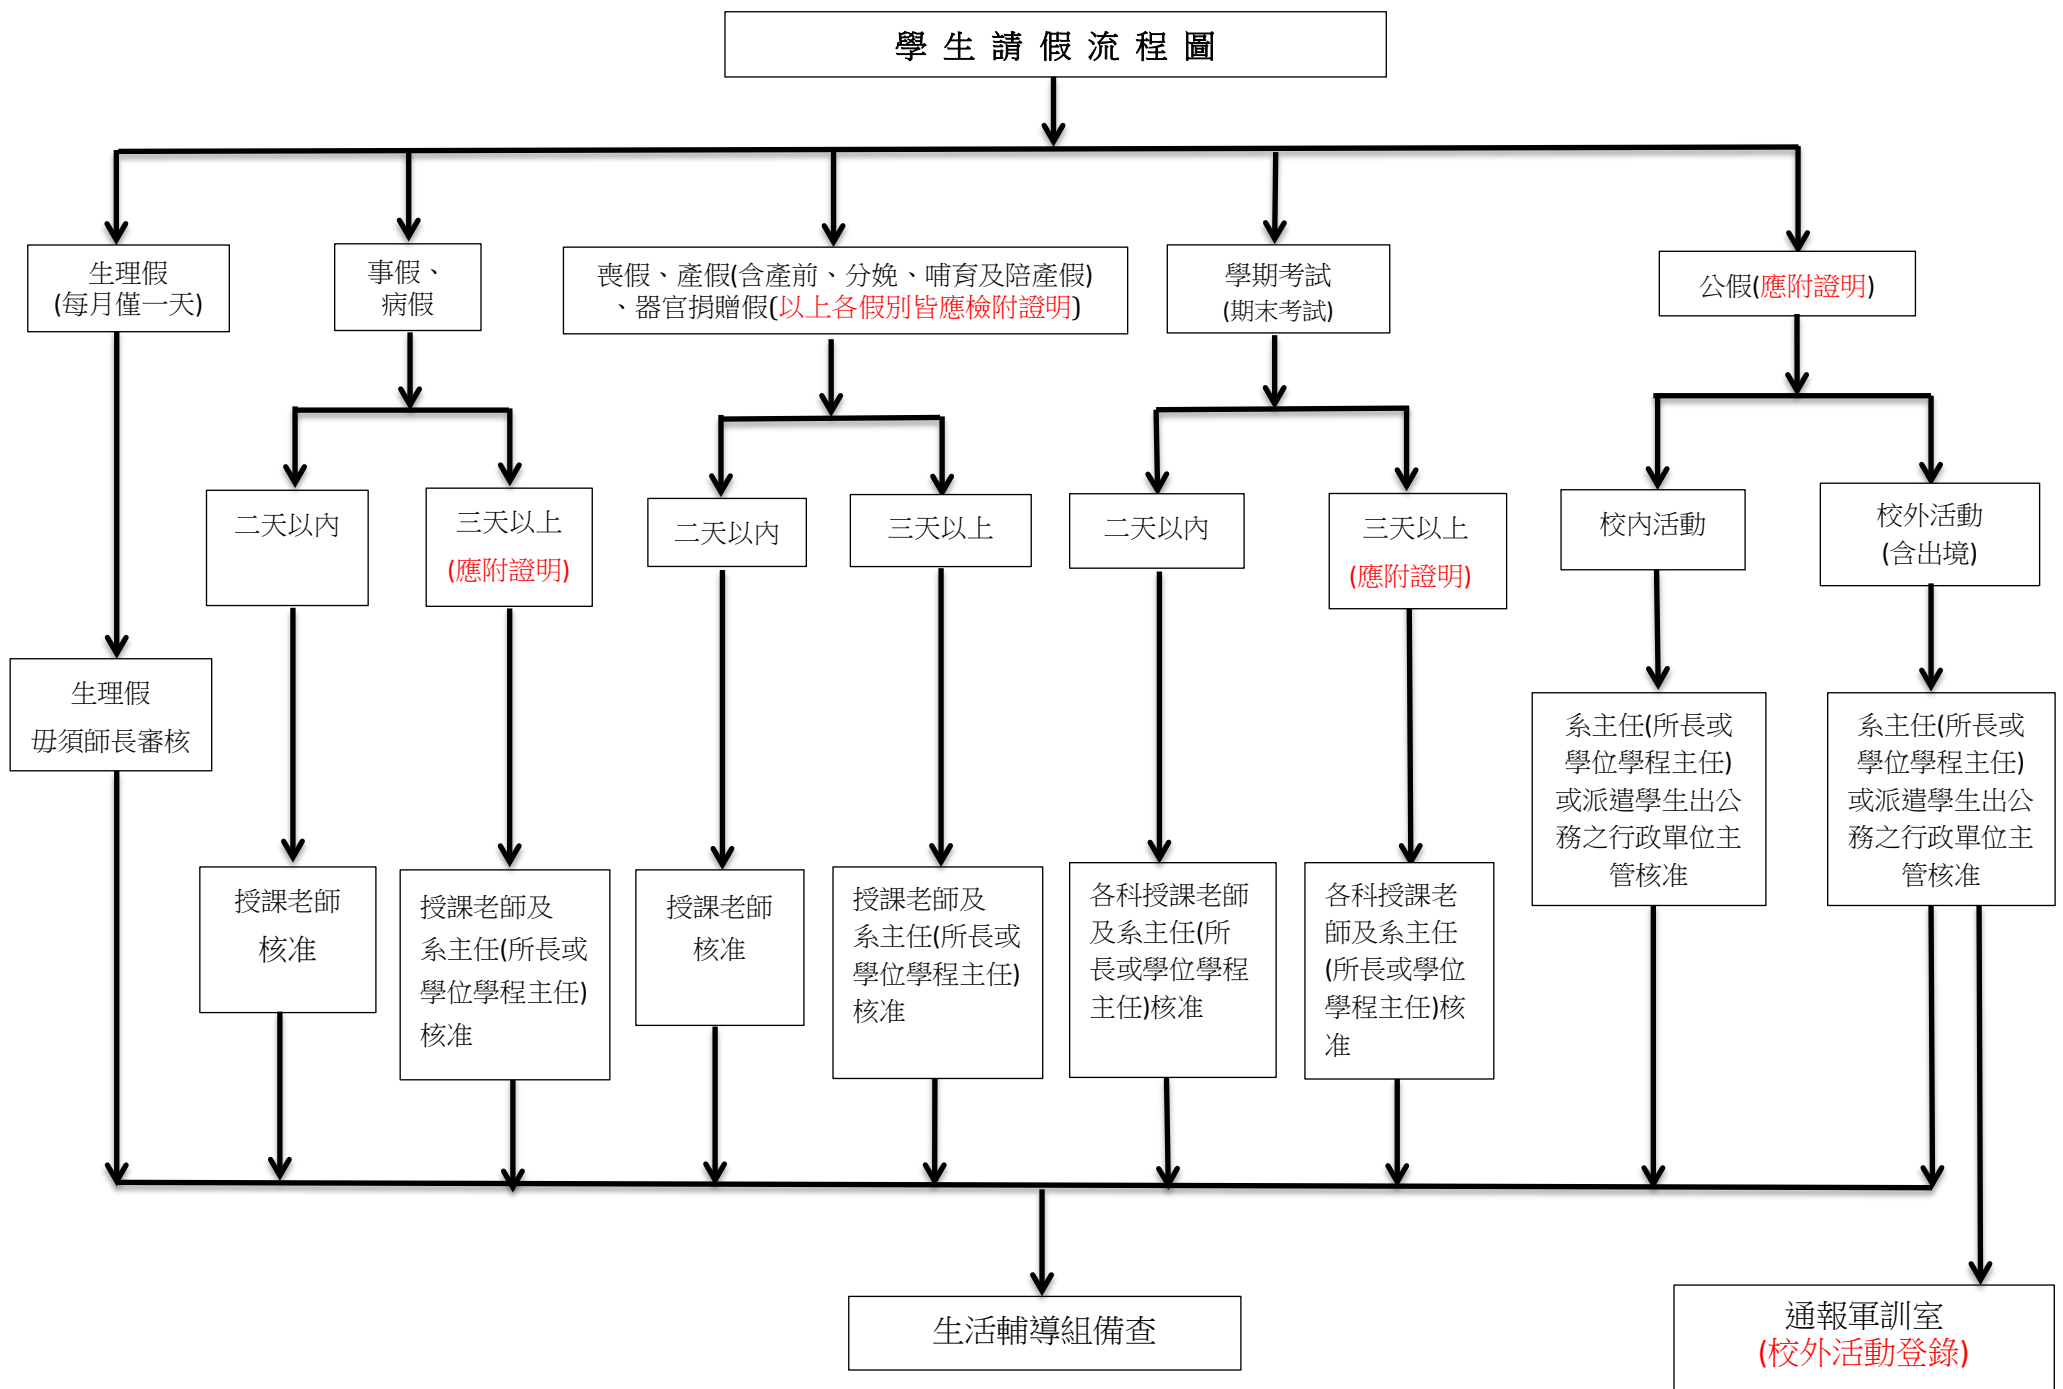 學 生 請 假 流 程 圖
生理假
(每月僅一天)
事假、
病假
喪假、產假(含產前、分娩、哺育及陪產假)
、器官捐贈假(以上各假別皆應檢附證明)
學期考試
(期末考試)
公假(應附證明)
二天以內
三天以上
(應附證明)
二天以內
三天以上
二天以內
三天以上
(應附證明)
校內活動
校外活動
(含出境)
生理假
毋須師長審核
授課老師
核准
授課老師及
系主任(所長或
學位學程主任)
核准
授課老師
核准
授課老師及
系主任(所長或
學位學程主任)
核准
各科授課老師
及系主任(所
長或學位學程
主任)核准
各科授課老
師及系主任
(所長或學位
學程主任)核
准
系主任(所長或
學位學程主任)
或派遣學生出公
務之行政單位主
管核准
系主任(所長或
學位學程主任)
或派遣學生出公
務之行政單位主
管核准
生活輔導組備查
通報軍訓室
(校外活動登錄)